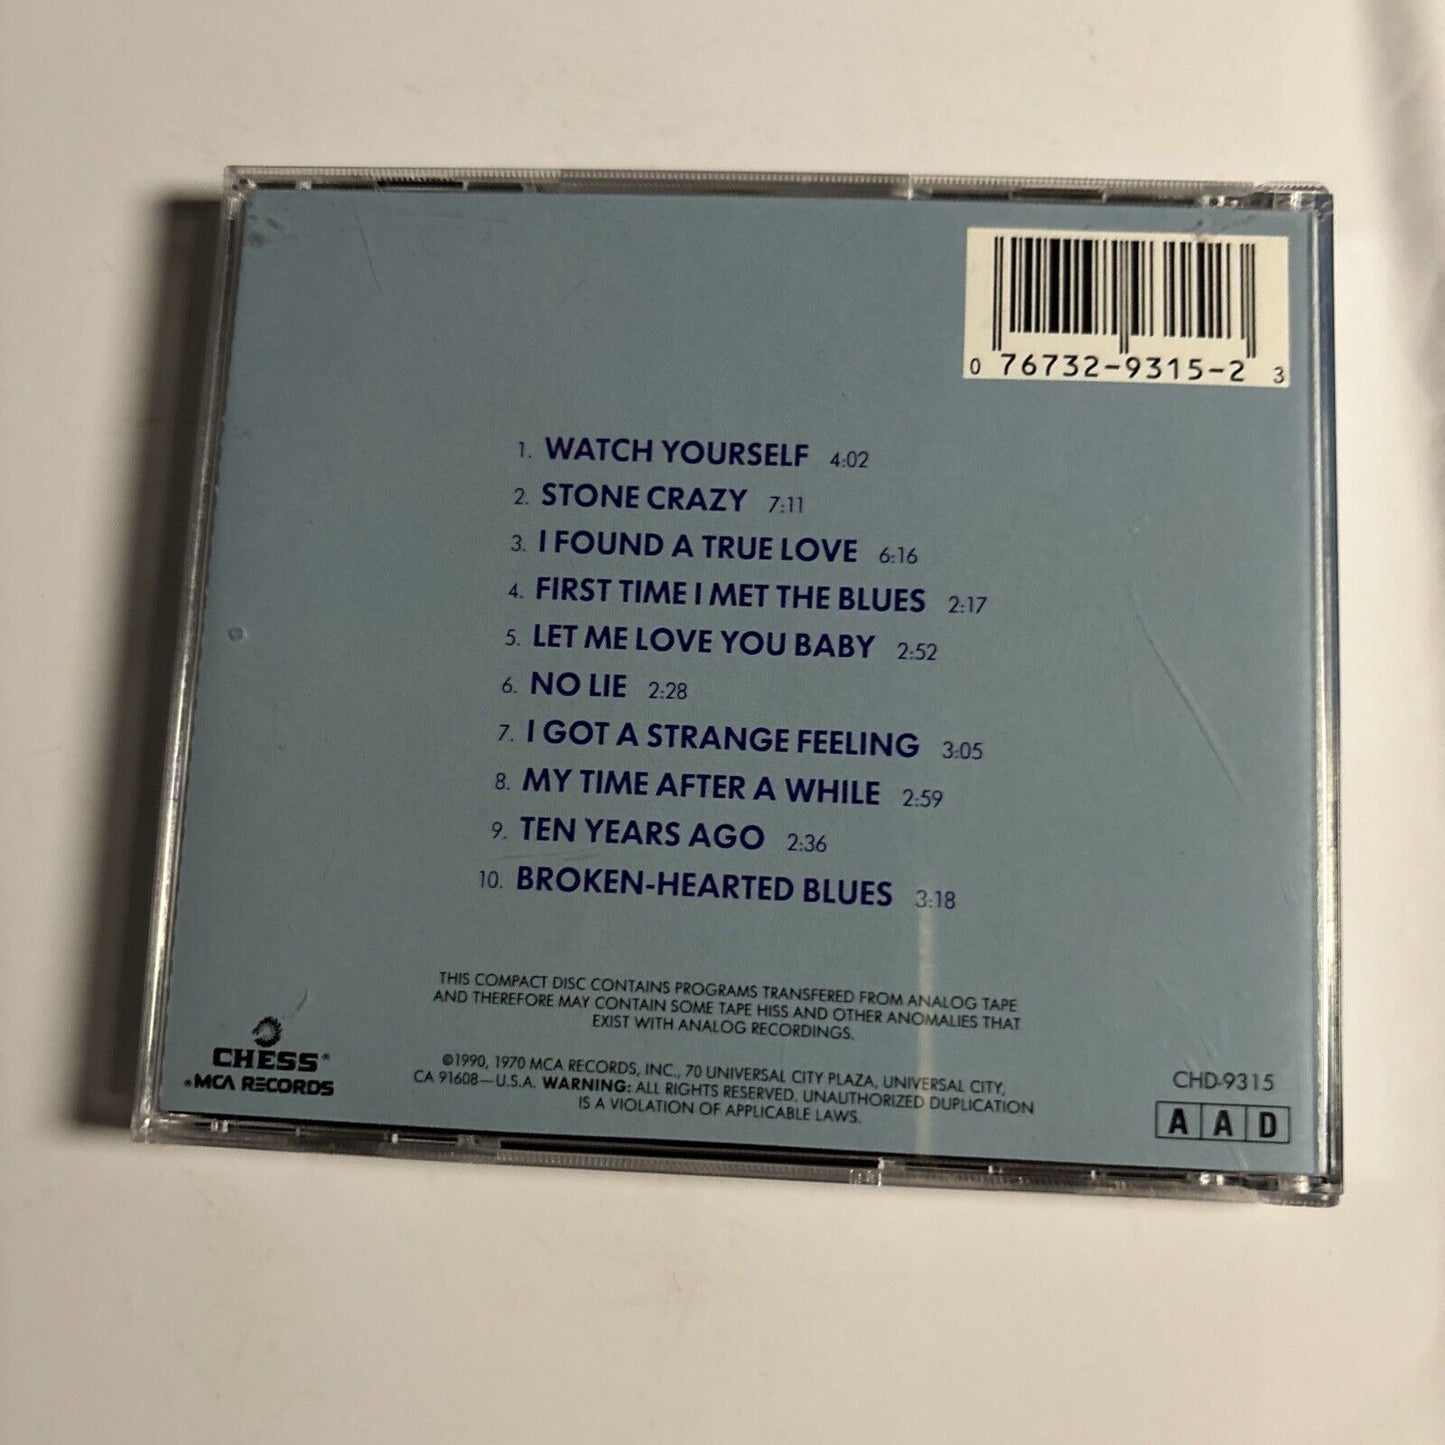 0 76732-9315-2 3
1. WATCH YOURSELF 4:02
2. STONE CRAZY 7:11
3. I FOUND A TRUE LOVE 6:16
4. FIRST TIME I MET THE BLUES 2:17
5. LET ME LOVE YOU BABY 2:52
6. NO LIE 2:28
7. I GOT A STRANGE FEELING 3:05
8. MY TIME AFTER A WHILE 2:59
9. TEN YEARS AGO 2:36
10. BROKEN-HEARTED BLUES 3:18
THIS COMPACT DISC CONTAINS PROGRAMS TRANSFERED FROM ANALOG TAPE
AND THEREFORE MAY CONTAIN SOME TAPE HISS AND OTHER ANOMALIES THAT
EXIST WITH ANALOG RECORDINGS.
CHESS®
MCA RECORDS
©1990, 1970 MCA RECORDS, INC., 70 UNIVERSAL CITY PLAZA, UNIVERSAL CITY,
CA 91608—U.S.A. WARNING: ALL RIGHTS RESERVED. UNAUTHORIZED DUPLICATION
IS A VIOLATION OF APPLICABLE LAWS.
CHD-9315
A A D